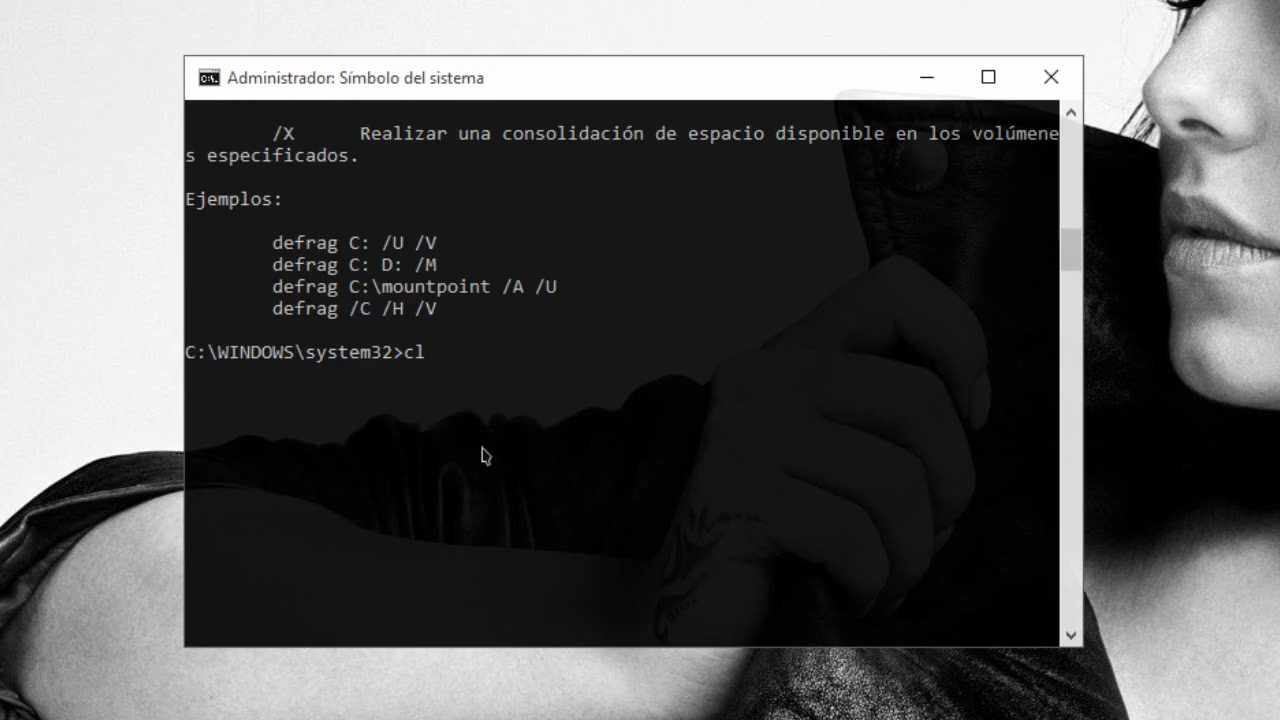 Administrador: Símbolo del sistema
/X Realizar una consolidación de espacio disponible en los volúmene
s especificados.
Ejemplos:
defrag C: /U /V
defrag C: D: /M
defrag C:\mountpoint /A /U
defrag /C /H /V
C:\WINDOWS\system32>cl